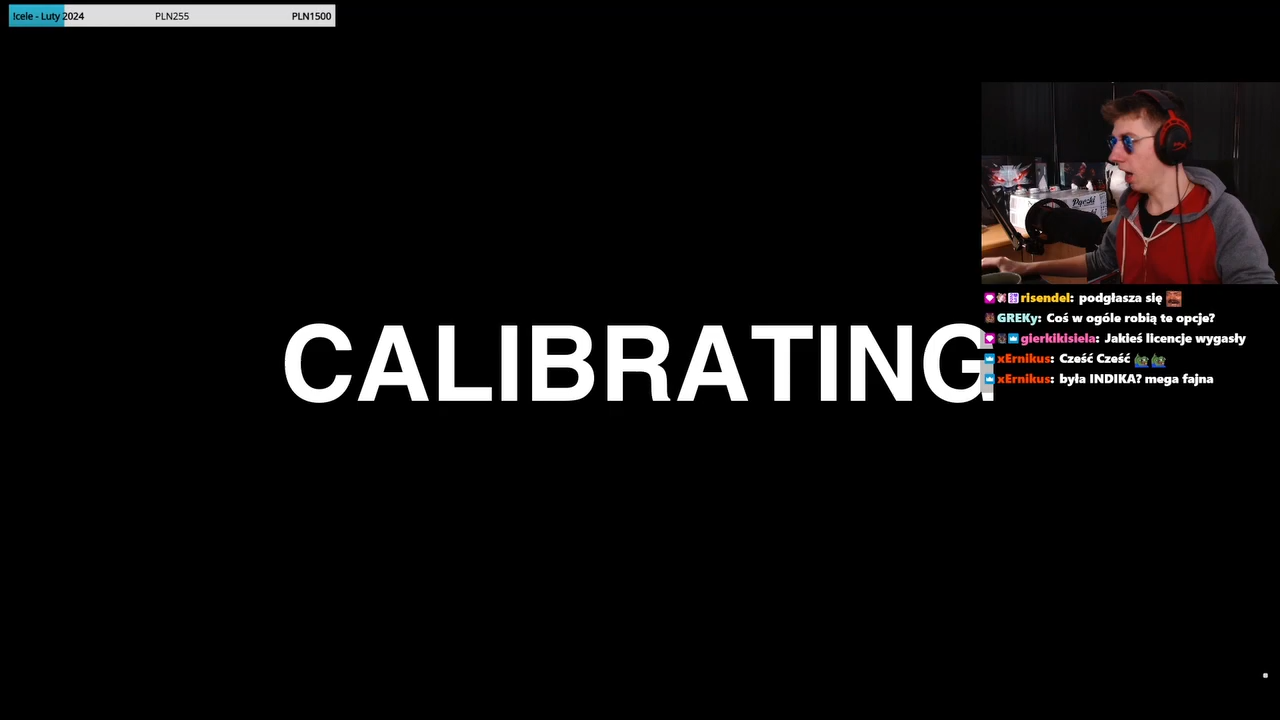 !cele - Luty 2024 PLN255 PLN1500
risendel: podgłasza się
GREKy: Coś w ogóle robią te opcje?
gierkikisiela: Jakieś licencje wygasły
xErnikus: Cześć Cześć
xErnikus: była INDIKA? mega fajna
CALIBRATING